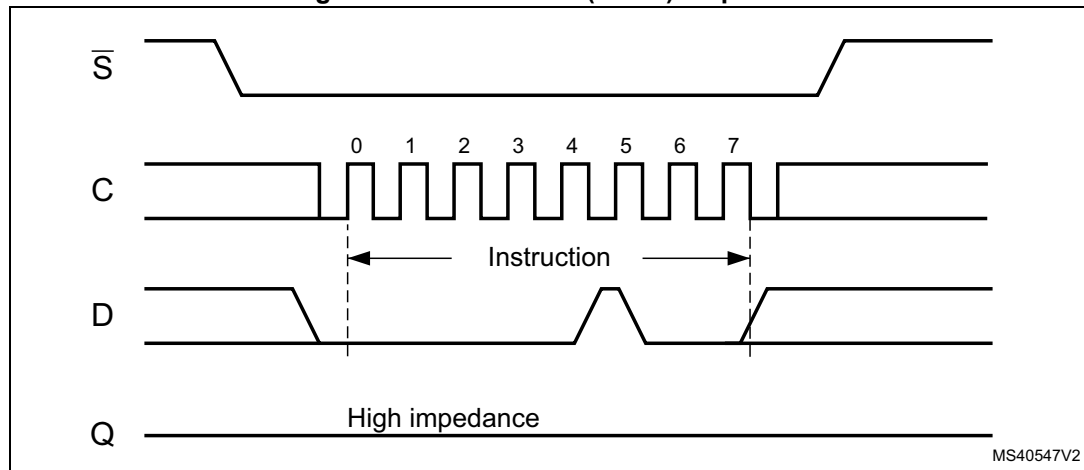 S̅
0 1 2 3 4 5 6 7
C
Instruction
D
High impedance
Q
MS40547V2